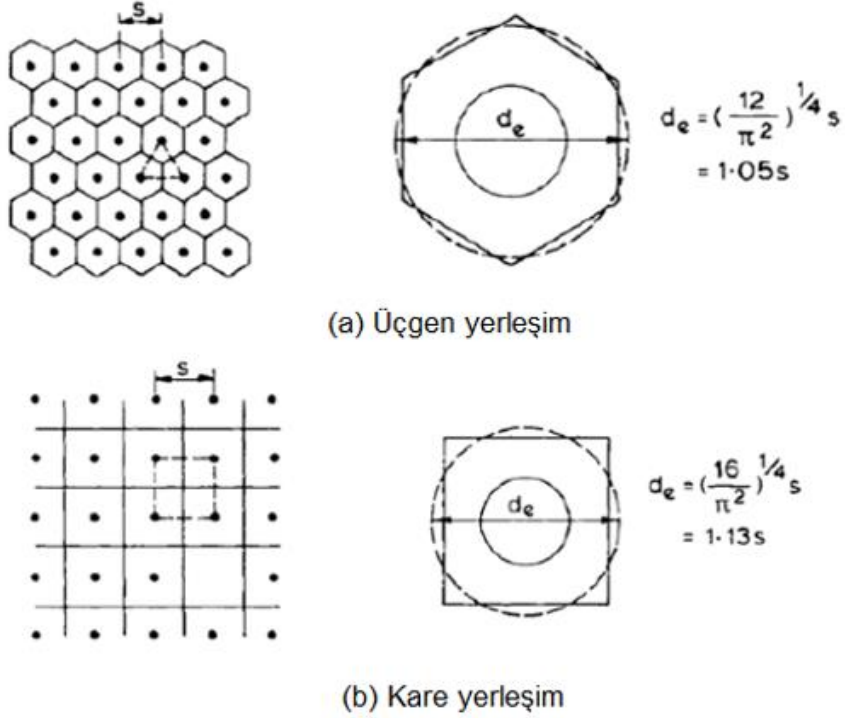 s
d_e
d_e = (12/π²)^1/4 s
= 1·05s
(a) Üçgen yerleşim
s
d_e
d_e = (16/π²)^1/4 s
= 1·13s
(b) Kare yerleşim